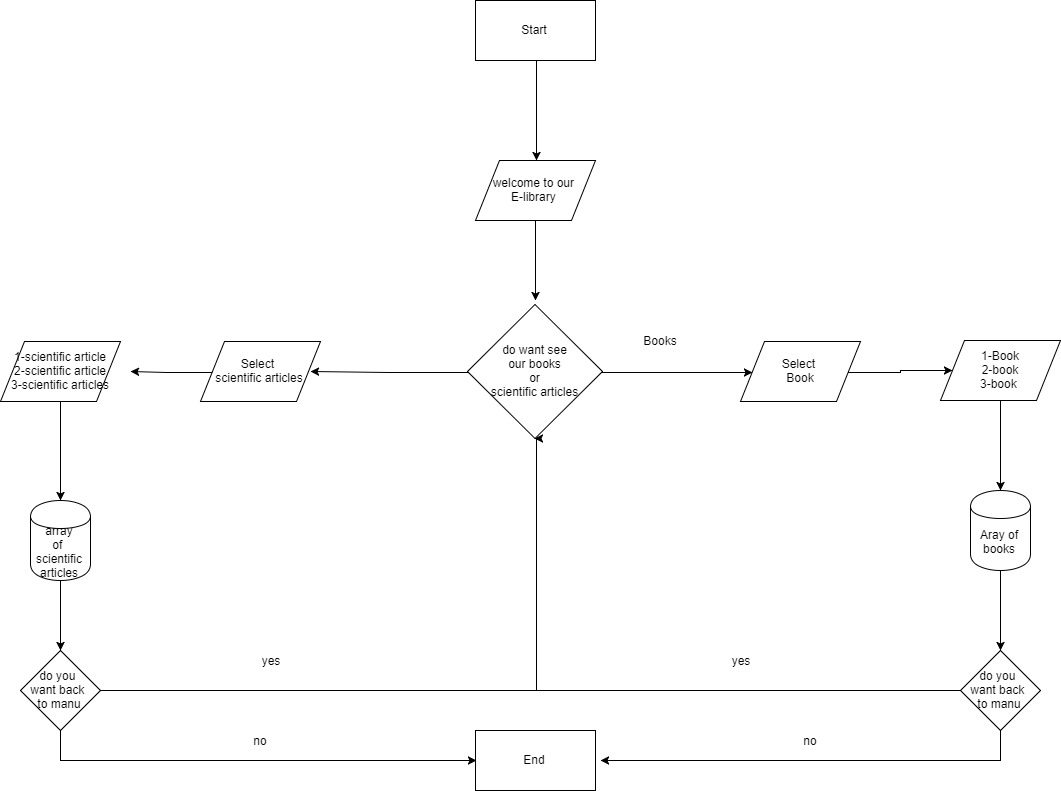 Start
welcome to our
E-library
do want see
our books
or
scientific articles
Books
Select
scientific articles
1-scientific article
2-scientific article
3-scientific articles
Select
Book
1-Book
2-book
3-book
array
of
scientific
articles
Aray of
books
do you
want back
to manu
yes
yes
do you
want back
to manu
no
no
End